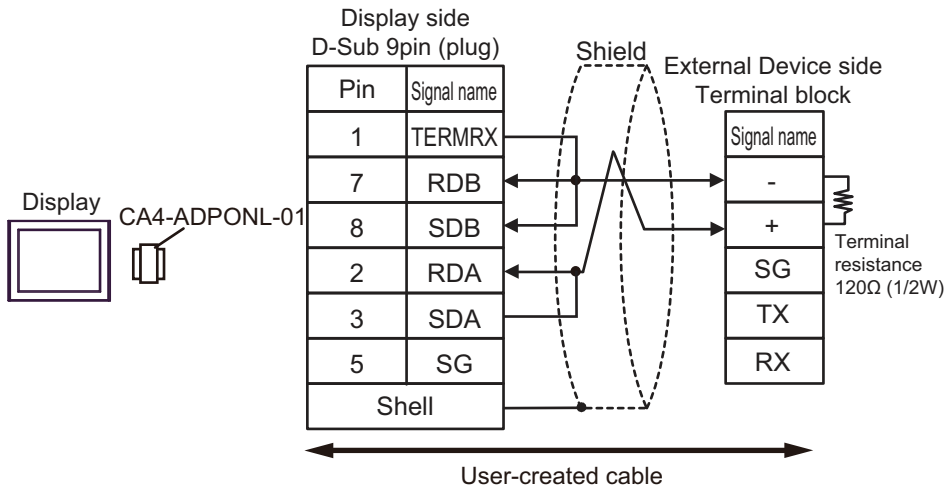 Display side
D-Sub 9pin (plug)
Shield
External Device side
Terminal block
Pin Signal name
1 TERMRX
7 RDB
8 SDB
2 RDA
3 SDA
5 SG
Shell
Signal name
-
+
SG
TX
RX
Display
CA4-ADPONL-01
Terminal
resistance
120Ω (1/2W)
User-created cable